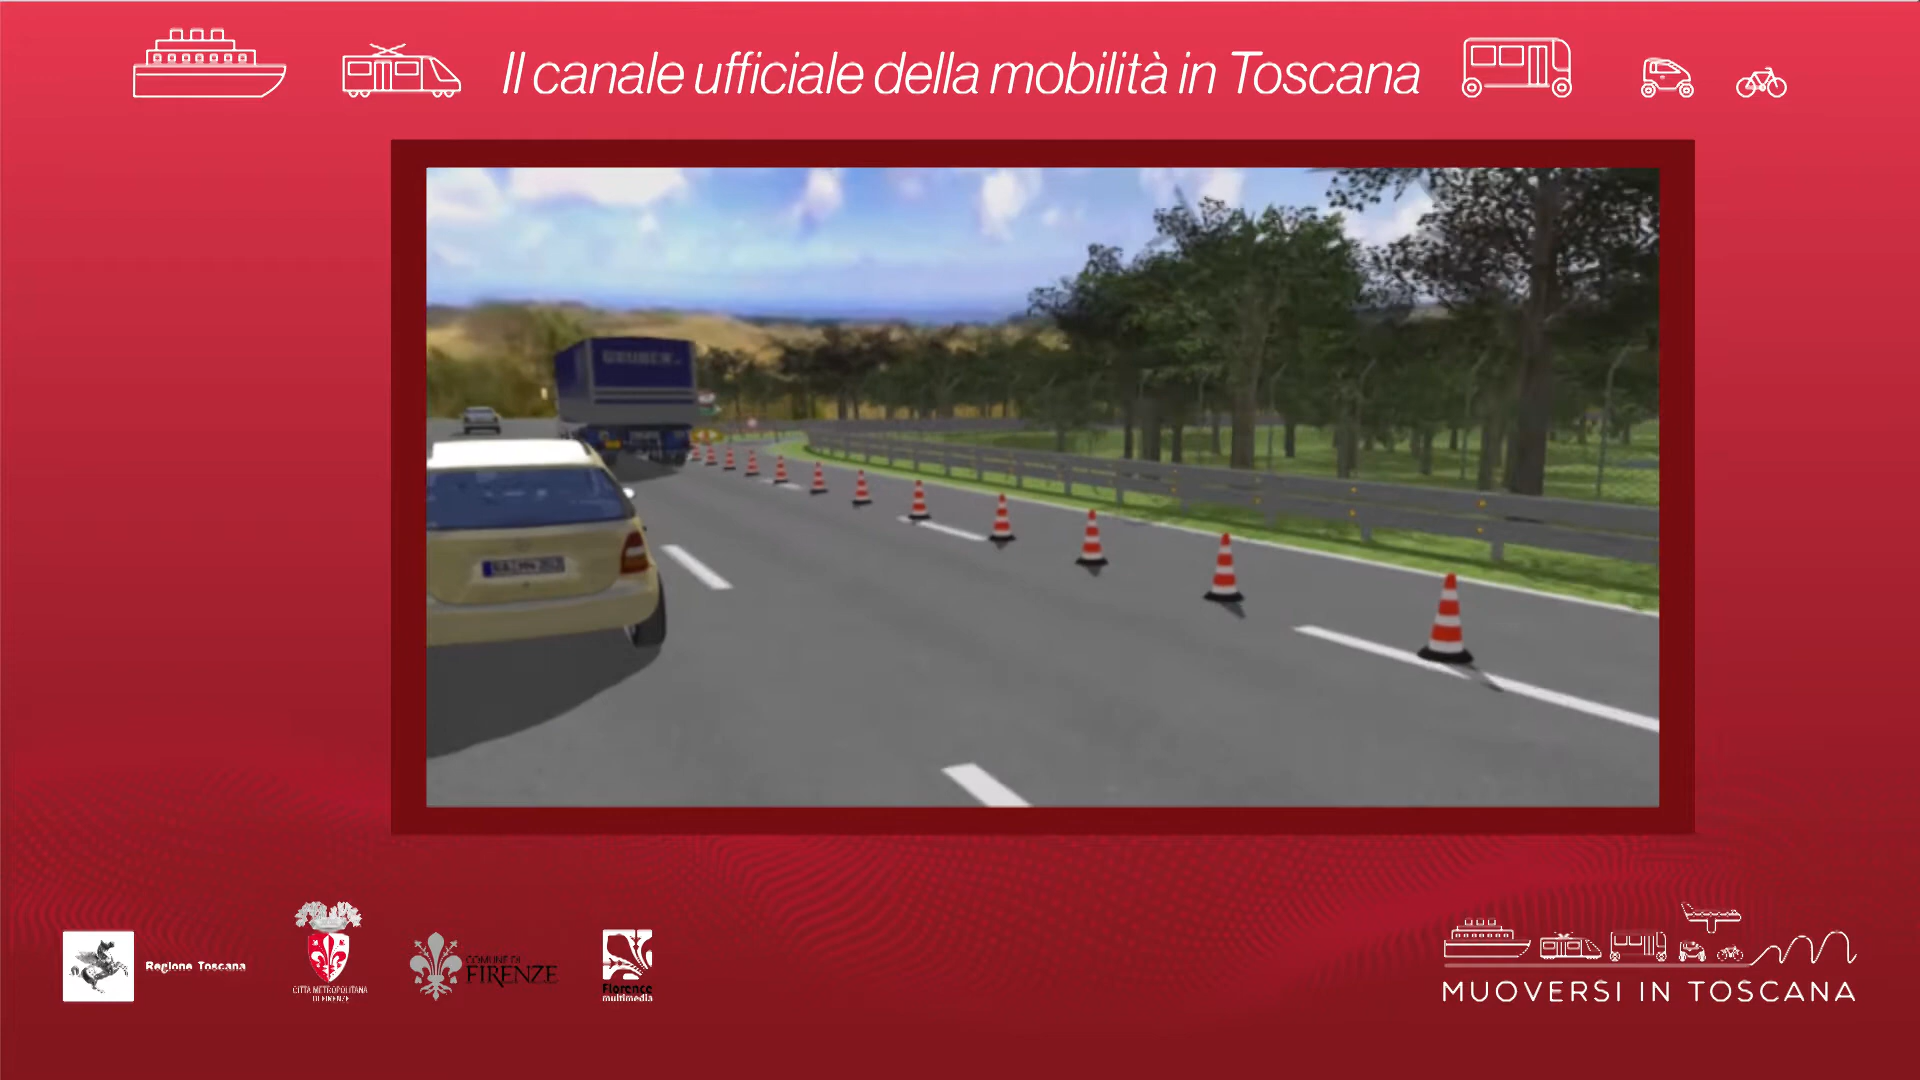 Il canale ufficiale della mobilità in Toscana
Regione Toscana
CITTÀ METROPOLITANA
DI FIRENZE
COMUNE DI
FIRENZE
Florence
multimedia
MUOVERSI IN TOSCANA